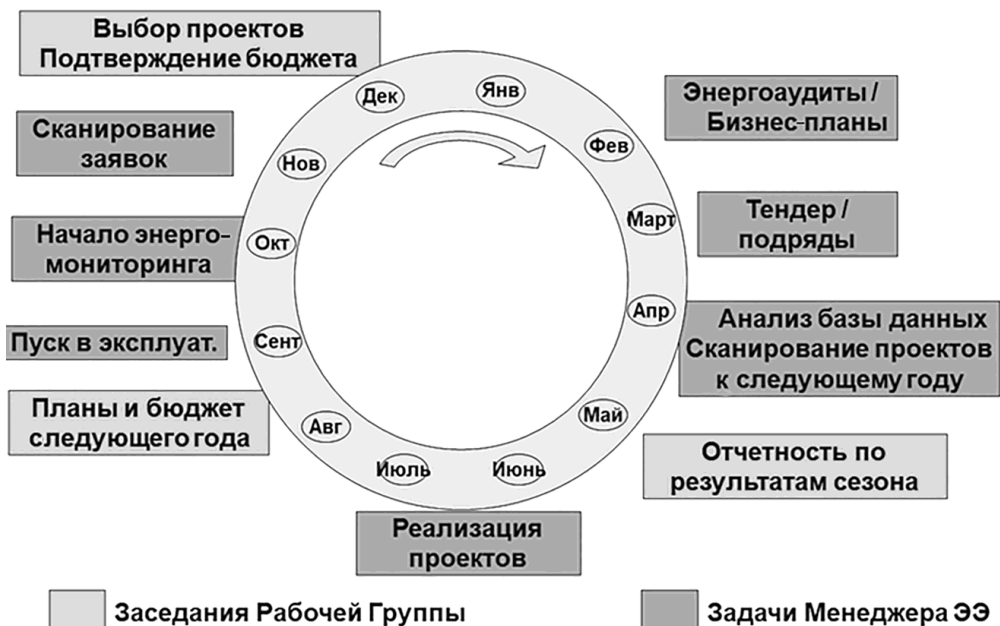 Выбор проектов
Подтверждение бюджета
Дек
Янв
Энергоаудиты /
Бизнес-планы
Сканирование
заявок
Нов
Фев
Март
Тендер /
подряды
Начало энерго-
мониторинга
Окт
Апр
Анализ базы данных
Сканирование проектов
к следующему году
Пуск в эксплуат.
Сент
Планы и бюджет
следующего года
Авг
Май
Июль
Июнь
Отчетность по
результатам сезона
Реализация
проектов
Заседания Рабочей Группы
Задачи Менеджера ЭЭ